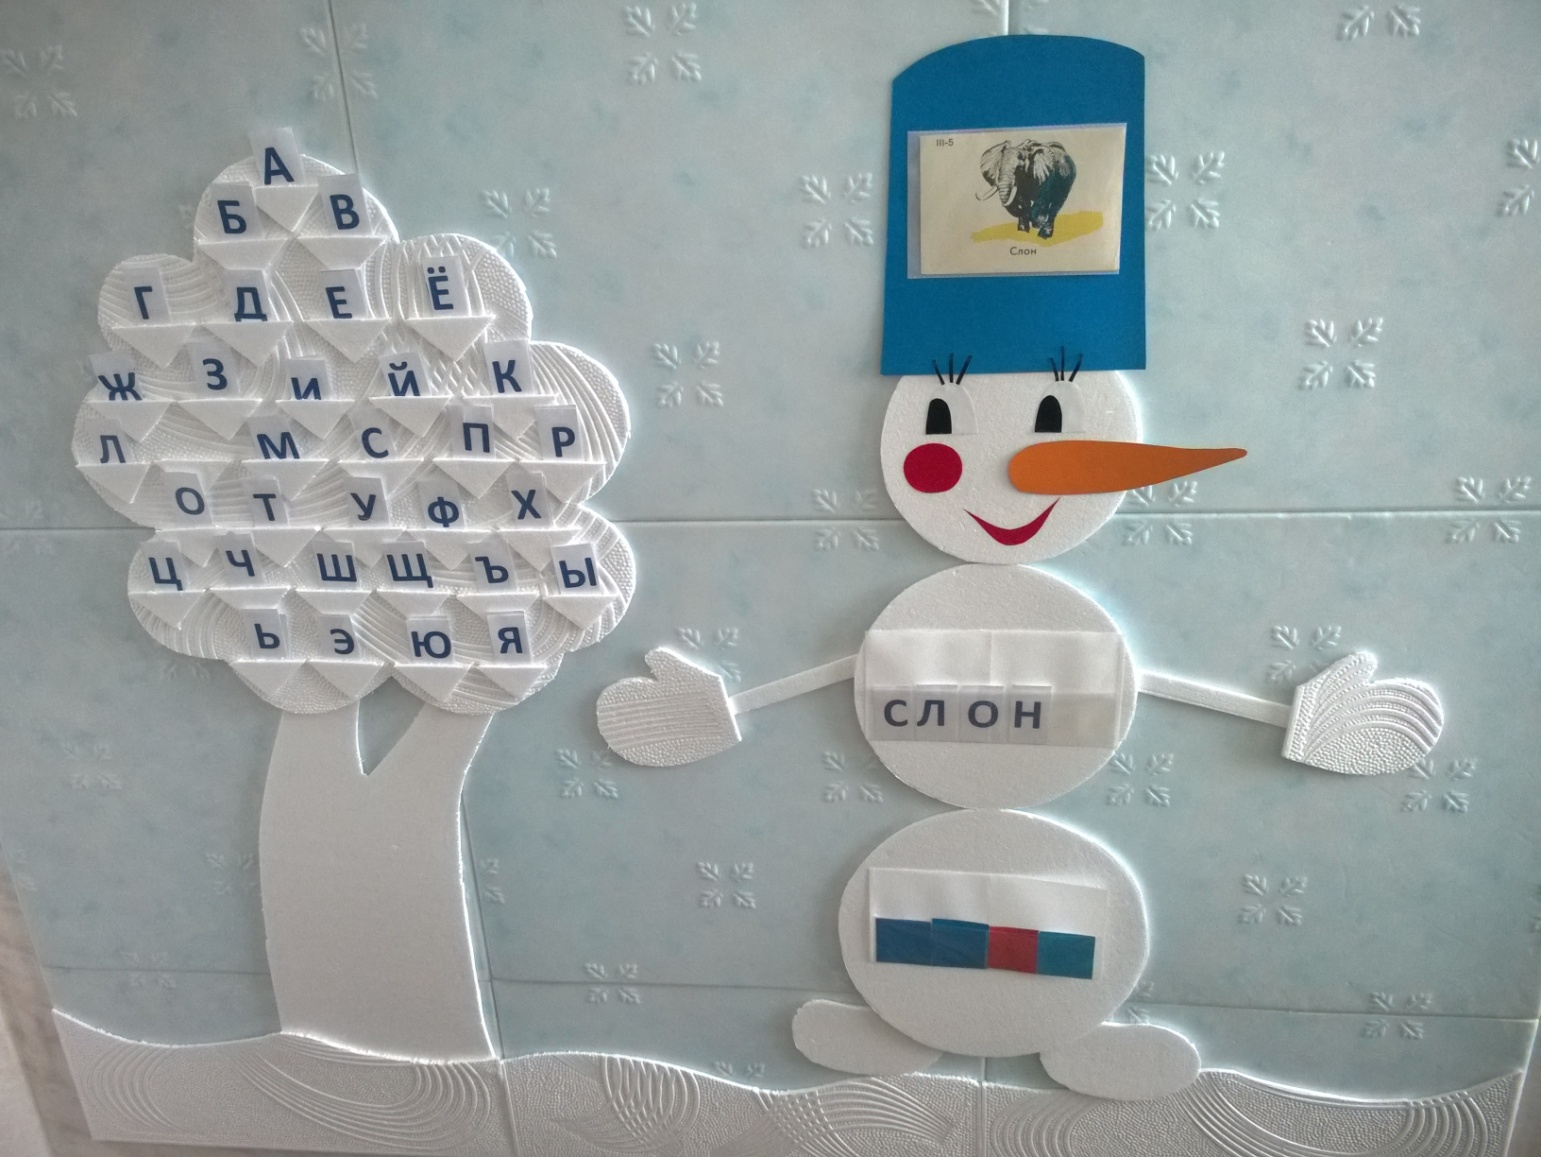 А
Б В
Г Д Е Ё
Ж З И Й К
Л М С П Р
О Т У Ф Х
Ц Ч Ш Щ Ъ Ы
Ь Э Ю Я
III-5
Слон
СЛОН